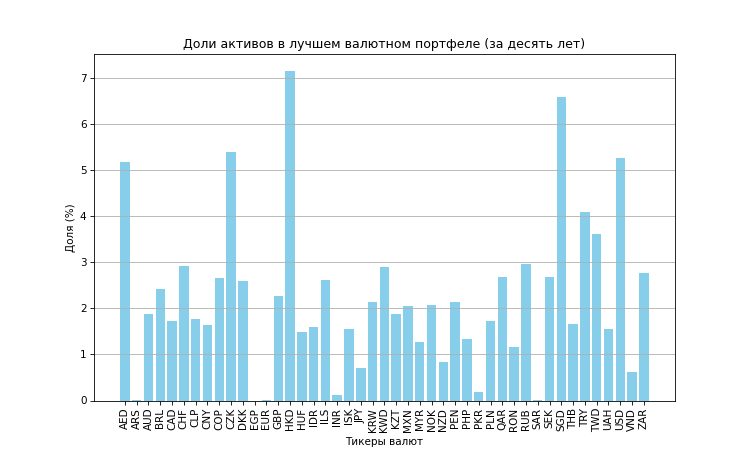 Доли активов в лучшем валютном портфеле (за десять лет)
Доля (%)
7
6
5
4
3
2
1
0
AED ARS AUD BRL CAD CHF CLP CNY COP CZK DKK EGP EUR GBP HKD HUF IDR ILS INR ISK JPY KRW KWD KZT MXN MYR NOK NZD PEN PHP PKR PLN QAR RON RUB SAR SEK SGD THB TRY TWD UAH USD VND ZAR
Тикеры валют